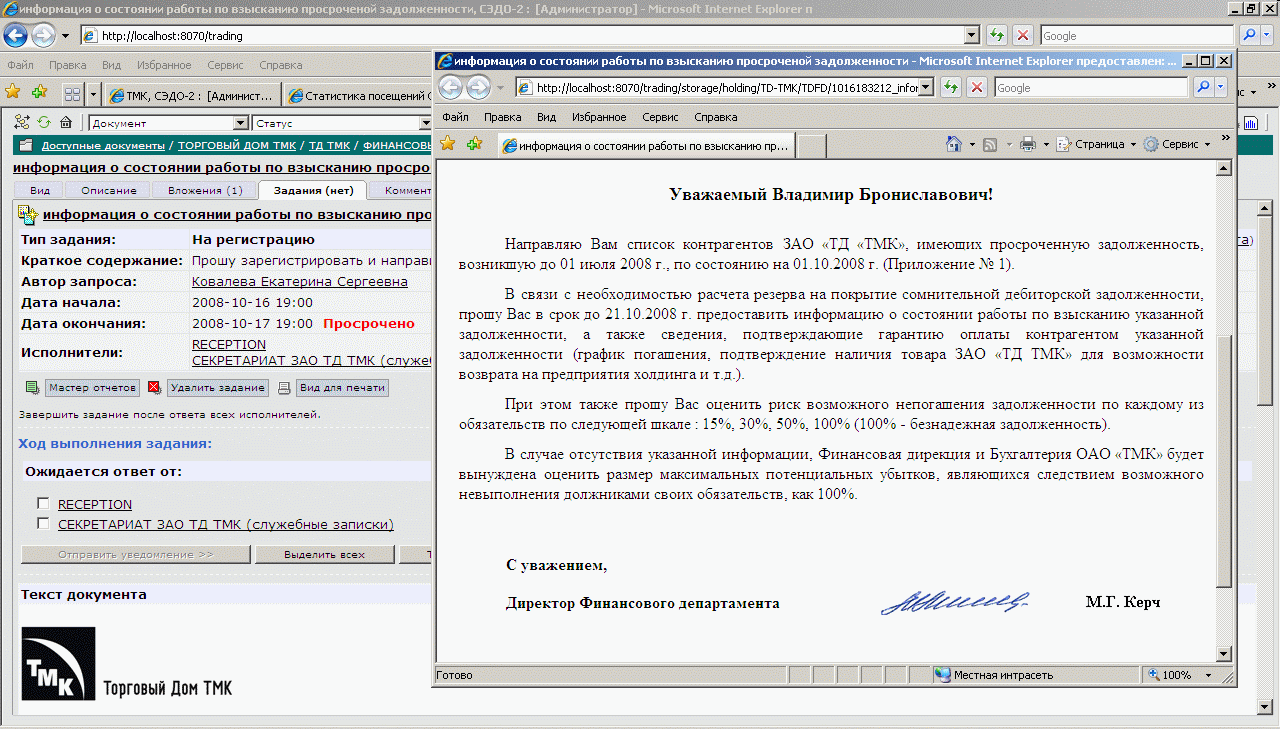 информация о состоянии работы по взысканию просроченой задолженности, СЭДО-2 : [Администратор] - Microsoft Internet Explorer п
http://localhost:8070/trading
Google
Файл Правка Вид Избранное Сервис Справка
ТМК, СЭДО-2 : [Админист...
Статистика посещений С
Документ
Статус
Доступные документы / ТОРГОВЫЙ ДОМ ТМК / ТД ТМК / ФИНАНСОВЫ
информация о состоянии работы по взысканию просро
Вид Описание Вложения (1) Задания (нет) Коммент
информация о состоянии работы по взысканию про
Тип задания: На регистрацию
Краткое содержание: Прошу зарегистрировать и направи
Автор запроса: Ковалева Екатерина Сергеевна
Дата начала: 2008-10-16 19:00
Дата окончания: 2008-10-17 19:00 Просрочено
Исполнители: RECEPTION
СЕКРЕТАРИАТ ЗАО ТД ТМК (служеб
Мастер отчетов Удалить задание Вид для печати
Завершить задание после ответа всех исполнителей.
Ход выполнения задания:
Ожидается ответ от:
RECEPTION
СЕКРЕТАРИАТ ЗАО ТД ТМК (служебные записки)
Отправить уведомление >> Выделить всех
Текст документа
ТМК
Торговый Дом ТМК
информация о состоянии работы по взысканию просроченой задолженности - Microsoft Internet Explorer предоставлен: ...
http://localhost:8070/trading/storage/holding/TD-TMK/TDFD/1016183212_infor
Google
Файл Правка Вид Избранное Сервис Справка
информация о состоянии работы по взысканию пр...
Страница Сервис »
Уважаемый Владимир Брониславович!
Направляю Вам список контрагентов ЗАО «ТД «ТМК», имеющих просроченную задолженность,
возникшую до 01 июля 2008 г., по состоянию на 01.10.2008 г. (Приложение № 1).
В связи с необходимостью расчета резерва на покрытие сомнительной дебиторской задолженности,
прошу Вас в срок до 21.10.2008 г. предоставить информацию о состоянии работы по взысканию указанной
задолженности, а также сведения, подтверждающие гарантию оплаты контрагентом указанной
задолженности (график погашения, подтверждение наличия товара ЗАО «ТД ТМК» для возможности
возврата на предприятия холдинга и т.д.).
При этом также прошу Вас оценить риск возможного непогашения задолженности по каждому из
обязательств по следующей шкале : 15%, 30%, 50%, 100% (100% - безнадежная задолженность).
В случае отсутствия указанной информации, Финансовая дирекция и Бухгалтерия ОАО «ТМК» будет
вынуждена оценить размер максимальных потенциальных убытков, являющихся следствием возможного
невыполнения должниками своих обязательств, как 100%.
С уважением,
Директор Финансового департамента М.Г. Керч
Готово
Местная интрасеть
100%